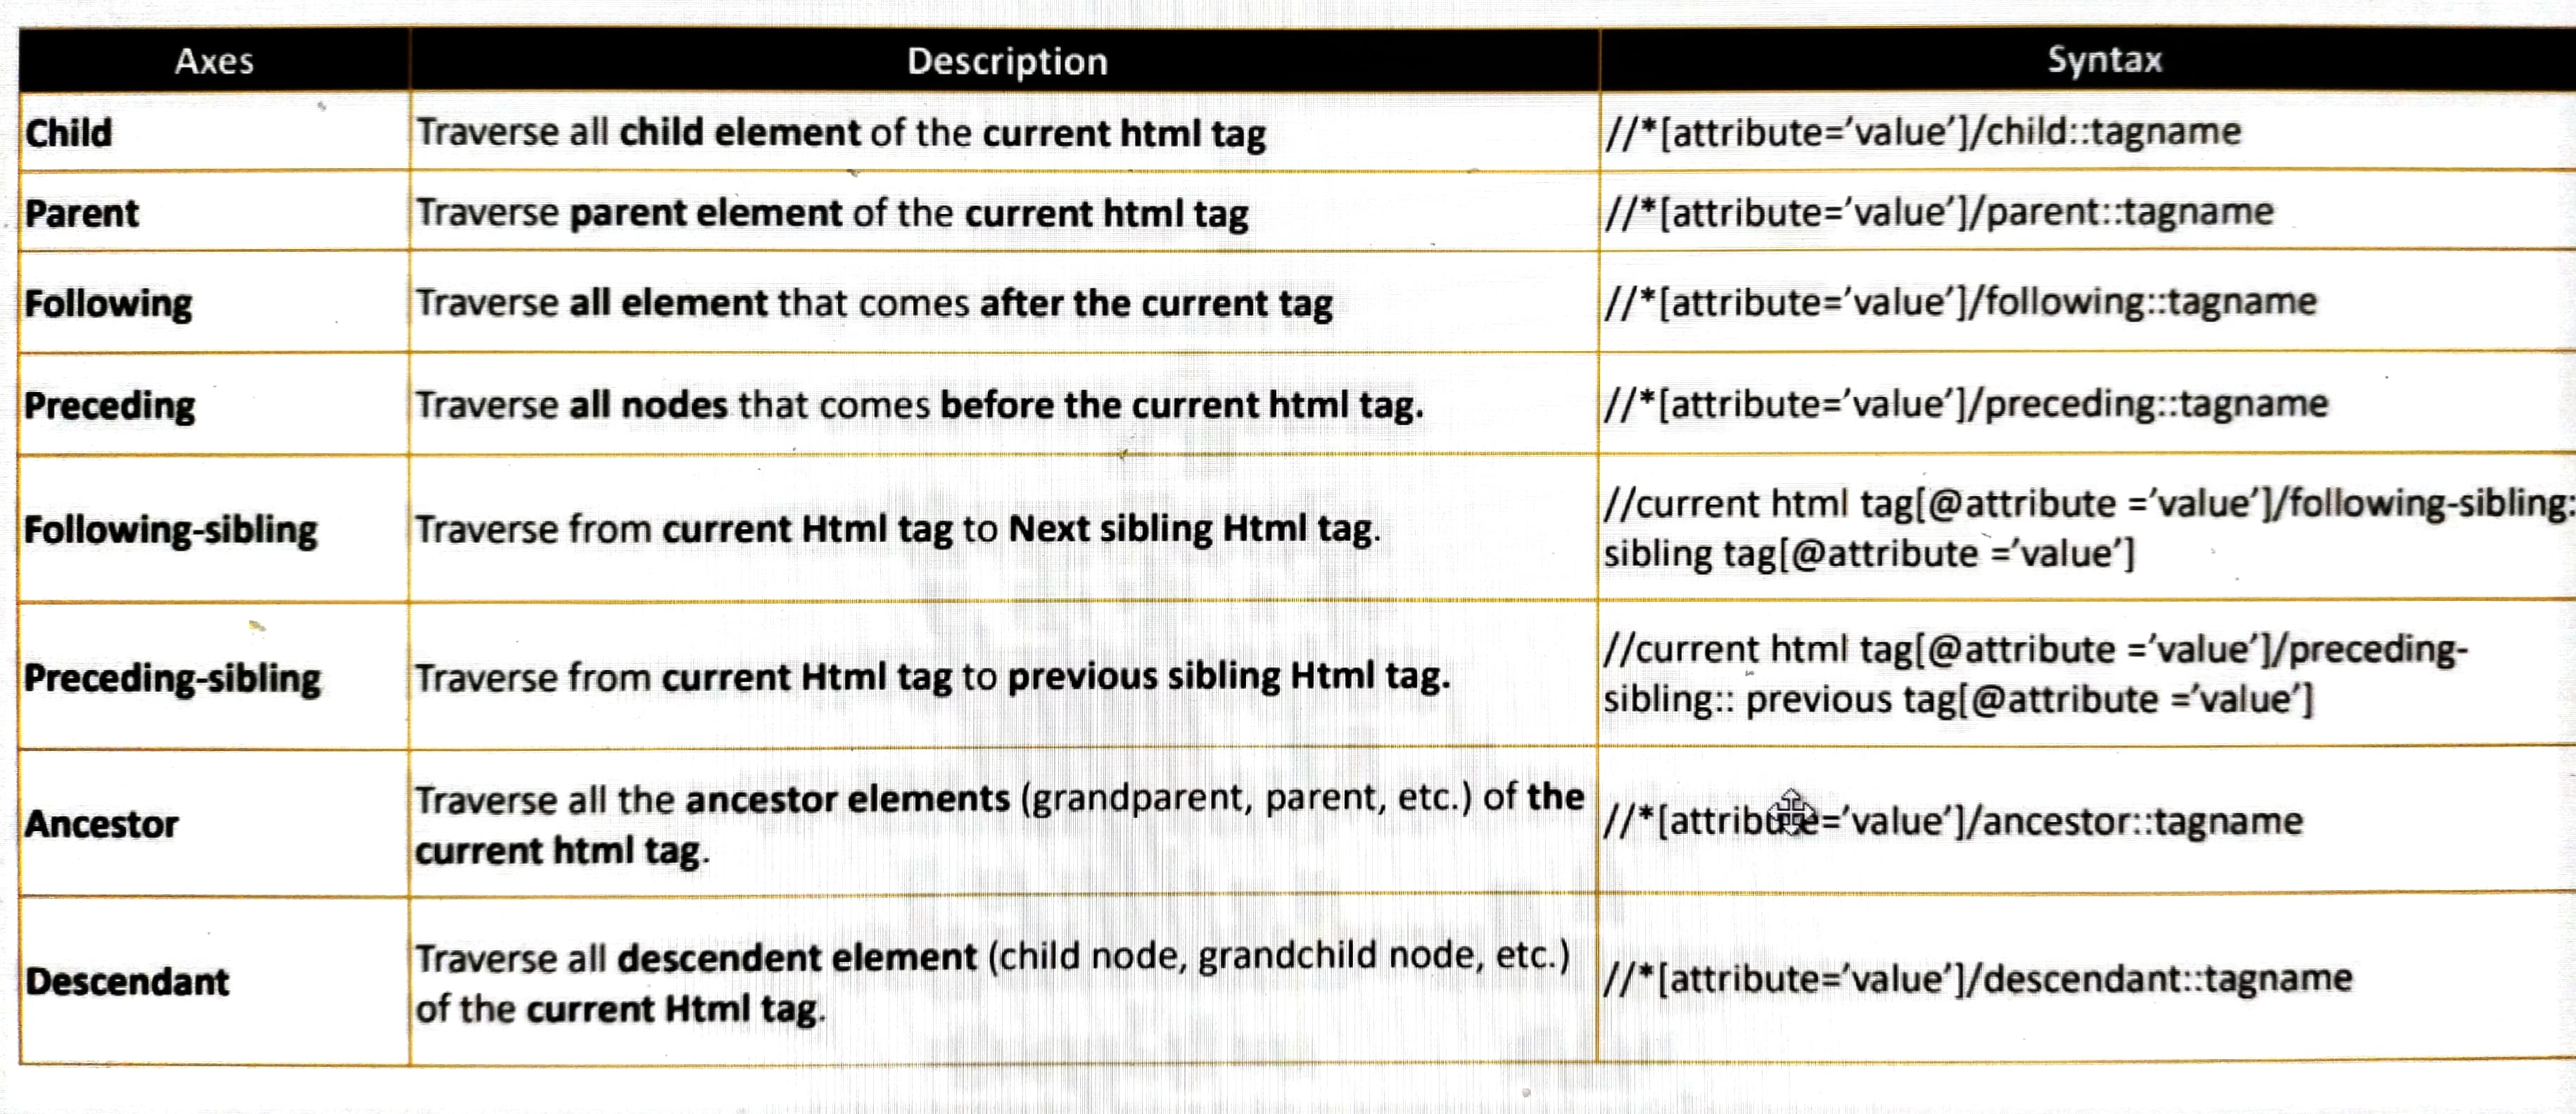 Axes Description Syntax
Child Traverse all child element of the current html tag //*[attribute='value']/child::tagname
Parent Traverse parent element of the current html tag //*[attribute='value']/parent::tagname
Following Traverse all element that comes after the current tag //*[attribute='value']/following::tagname
Preceding Traverse all nodes that comes before the current html tag. //*[attribute='value']/preceding::tagname
Following-sibling Traverse from current Html tag to Next sibling Html tag. //current html tag[@attribute ='value']/following-sibling:
sibling tag[@attribute ='value']
Preceding-sibling Traverse from current Html tag to previous sibling Html tag. //current html tag[@attribute ='value']/preceding-
sibling:: previous tag[@attribute ='value']
Ancestor Traverse all the ancestor elements (grandparent, parent, etc.) of the
current html tag. //*[attribute='value']/ancestor::tagname
Descendant Traverse all descendent element (child node, grandchild node, etc.)
of the current Html tag. //*[attribute='value']/descendant::tagname